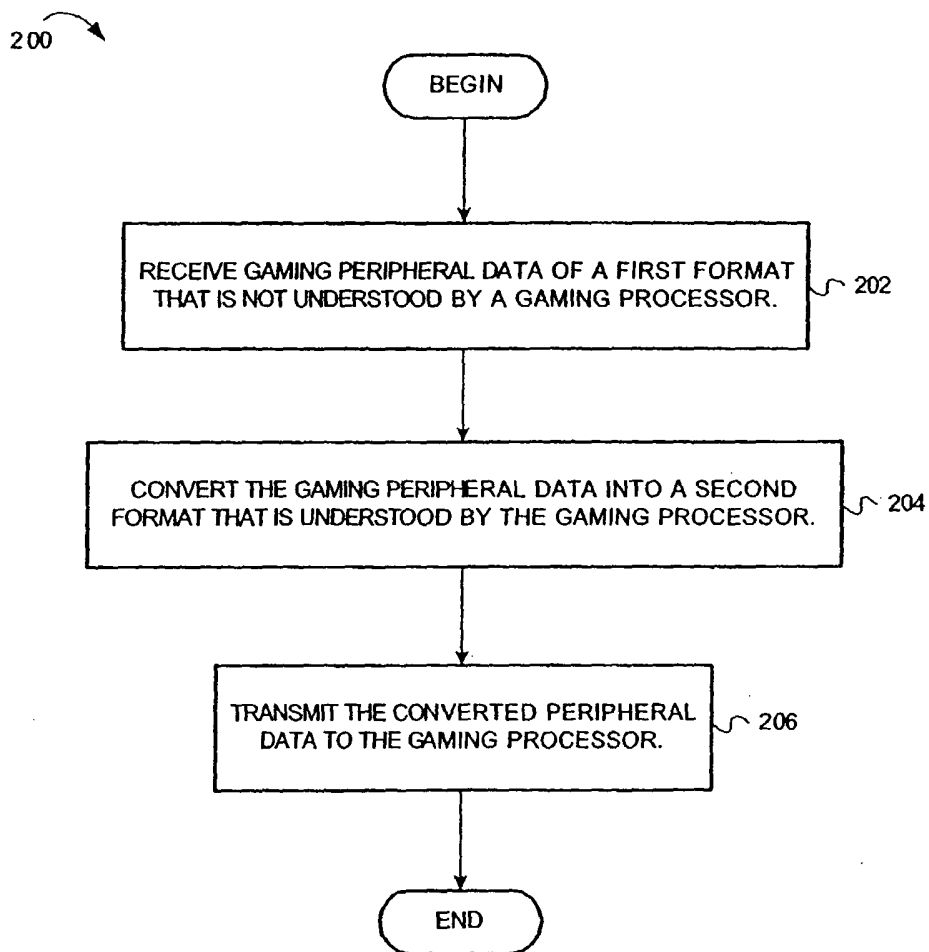 200
BEGIN
RECEIVE GAMING PERIPHERAL DATA OF A FIRST FORMAT
THAT IS NOT UNDERSTOOD BY A GAMING PROCESSOR.
202
CONVERT THE GAMING PERIPHERAL DATA INTO A SECOND
FORMAT THAT IS UNDERSTOOD BY THE GAMING PROCESSOR.
204
TRANSMIT THE CONVERTED PERIPHERAL
DATA TO THE GAMING PROCESSOR.
206
END